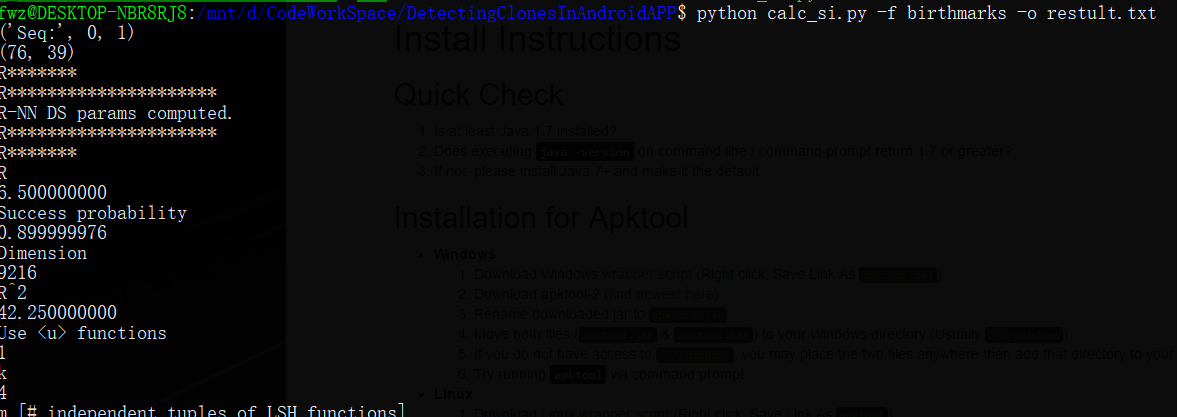 fwz@DESKTOP-NBR8RJ8:/mnt/d/CodeWorkSpace/DetectingClonesInAndroidAPP$ python calc_si.py -f birthmarks -o restult.txt
('Seq:', 0, 1)
(76, 39)
R*******
R*********************
R-NN DS params computed.
R*********************
R*******
R
6.500000000
Success probability
0.899999976
Dimension
9216
R^2
42.250000000
Use <u> functions
1
k
4
m [# independent tuples of LSH functions]
Install Instructions
Quick Check
1. Is at least Java 1.7 installed?
2. Does executing java -version on command line / command prompt return 1.7 or greater?
3. If not, please install Java 7+ and make it the default.
Installation for Apktool
• Windows
1. Download Windows wrapper script (Right click, Save Link As apktool.bat)
2. Download apktool-2 (find newest here)
3. Rename downloaded jar to apktool.jar
4. Move both files (apktool.jar & apktool.bat) to your Windows directory (Usually
5. If you do not have access to you may place the two files anywhere then add that directory to your
6. Try running apktool via command prompt
• Linux
1. Download Linux wrapper script (Right click, Save Link As